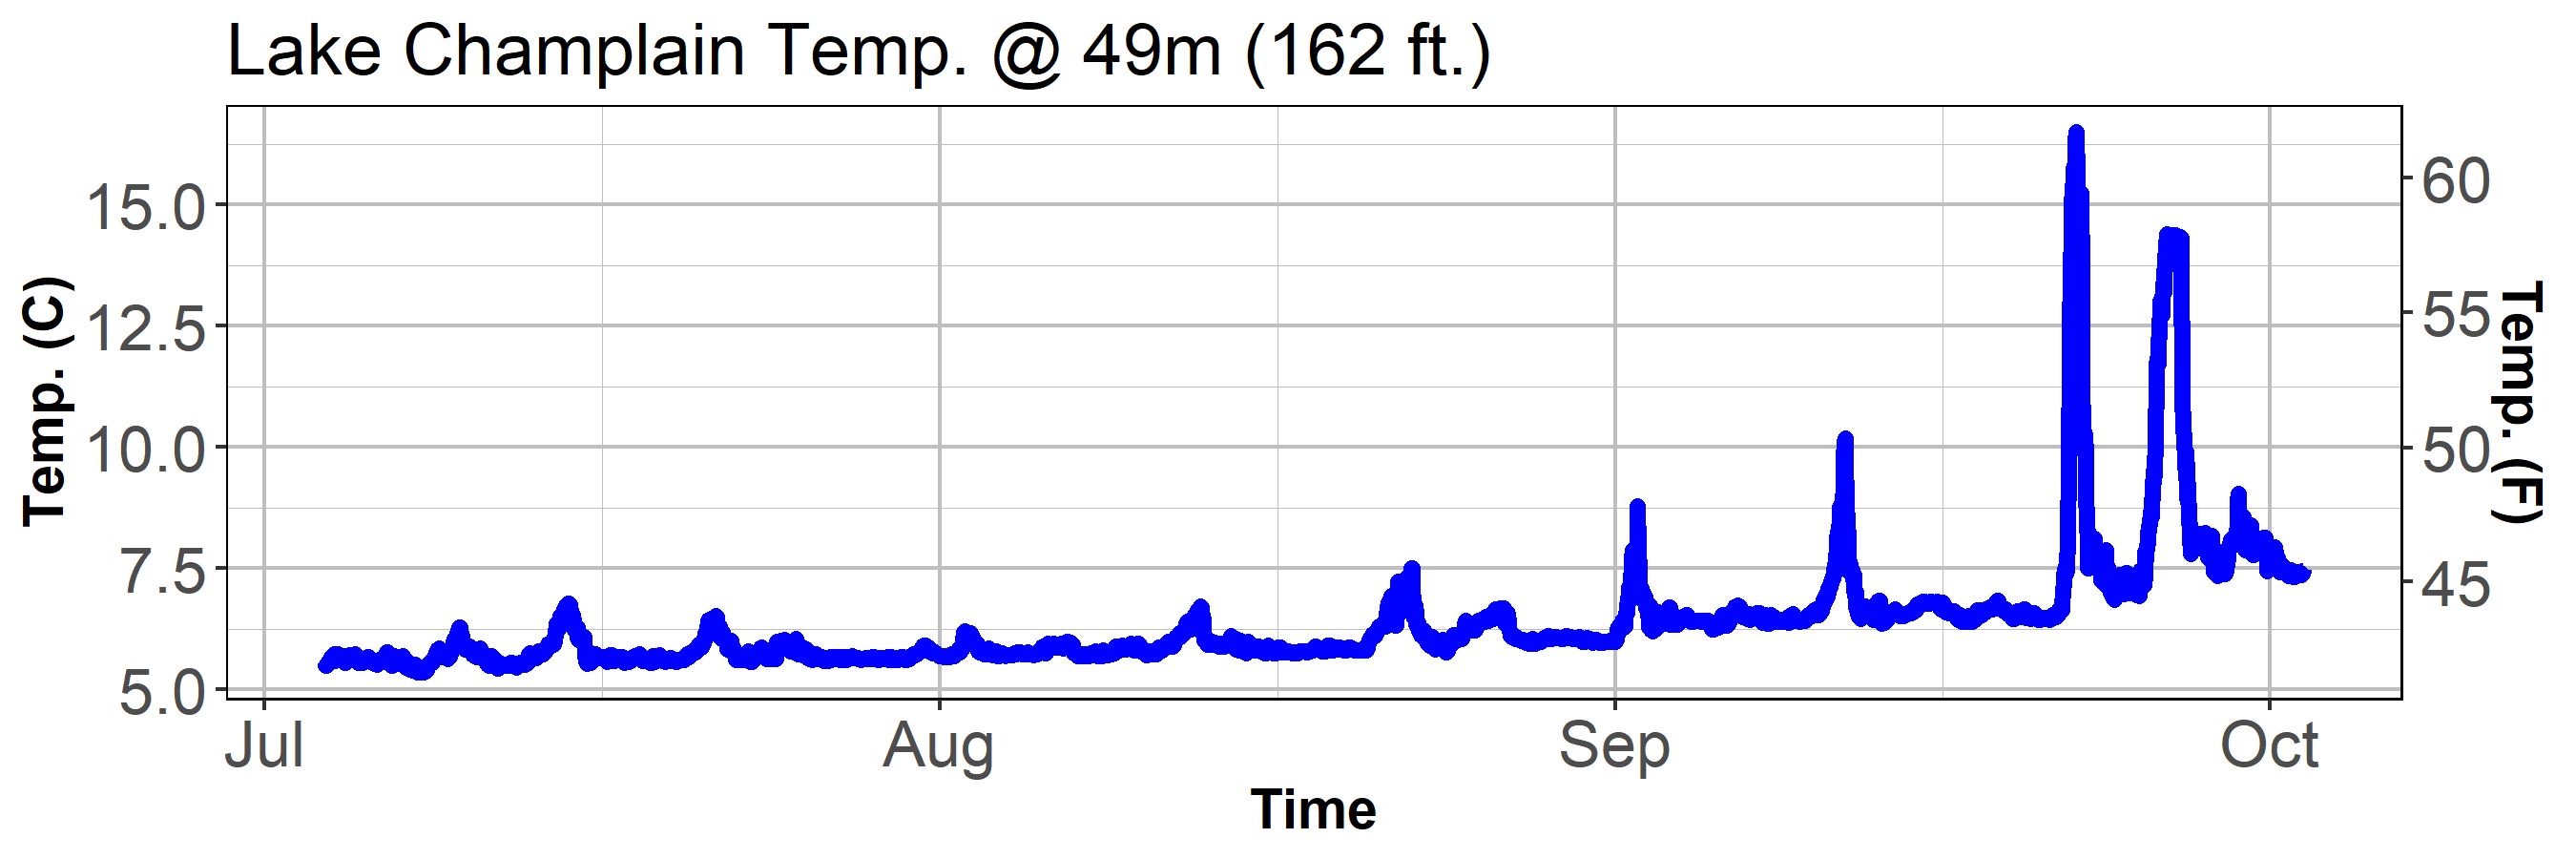 Lake Champlain Temp. @ 49m (162 ft.)
Temp. (C)
15.0
12.5
10.0
7.5
5.0
60
55
50
45
Temp. (F)
Jul Aug Sep Oct
Time